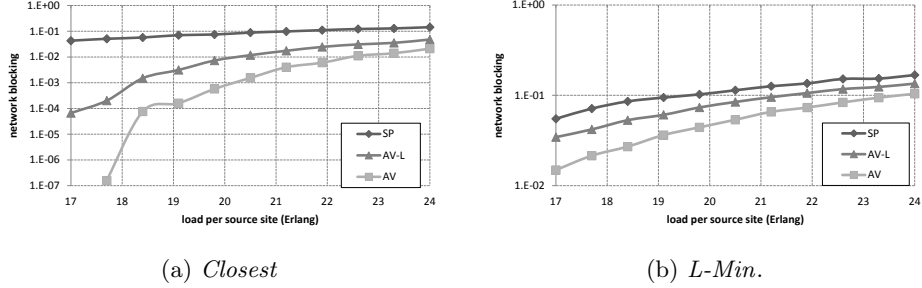 1.E+00
1.E-01
1.E-02
1.E-03
1.E-04
1.E-05
1.E-06
1.E-07
network blocking
SP
AV-L
AV
17 18 19 20 21 22 23 24
load per source site (Erlang)
(a) Closest
1.E+00
1.E-01
1.E-02
network blocking
SP
AV-L
AV
17 18 19 20 21 22 23 24
load per source site (Erlang)
(b) L-Min.